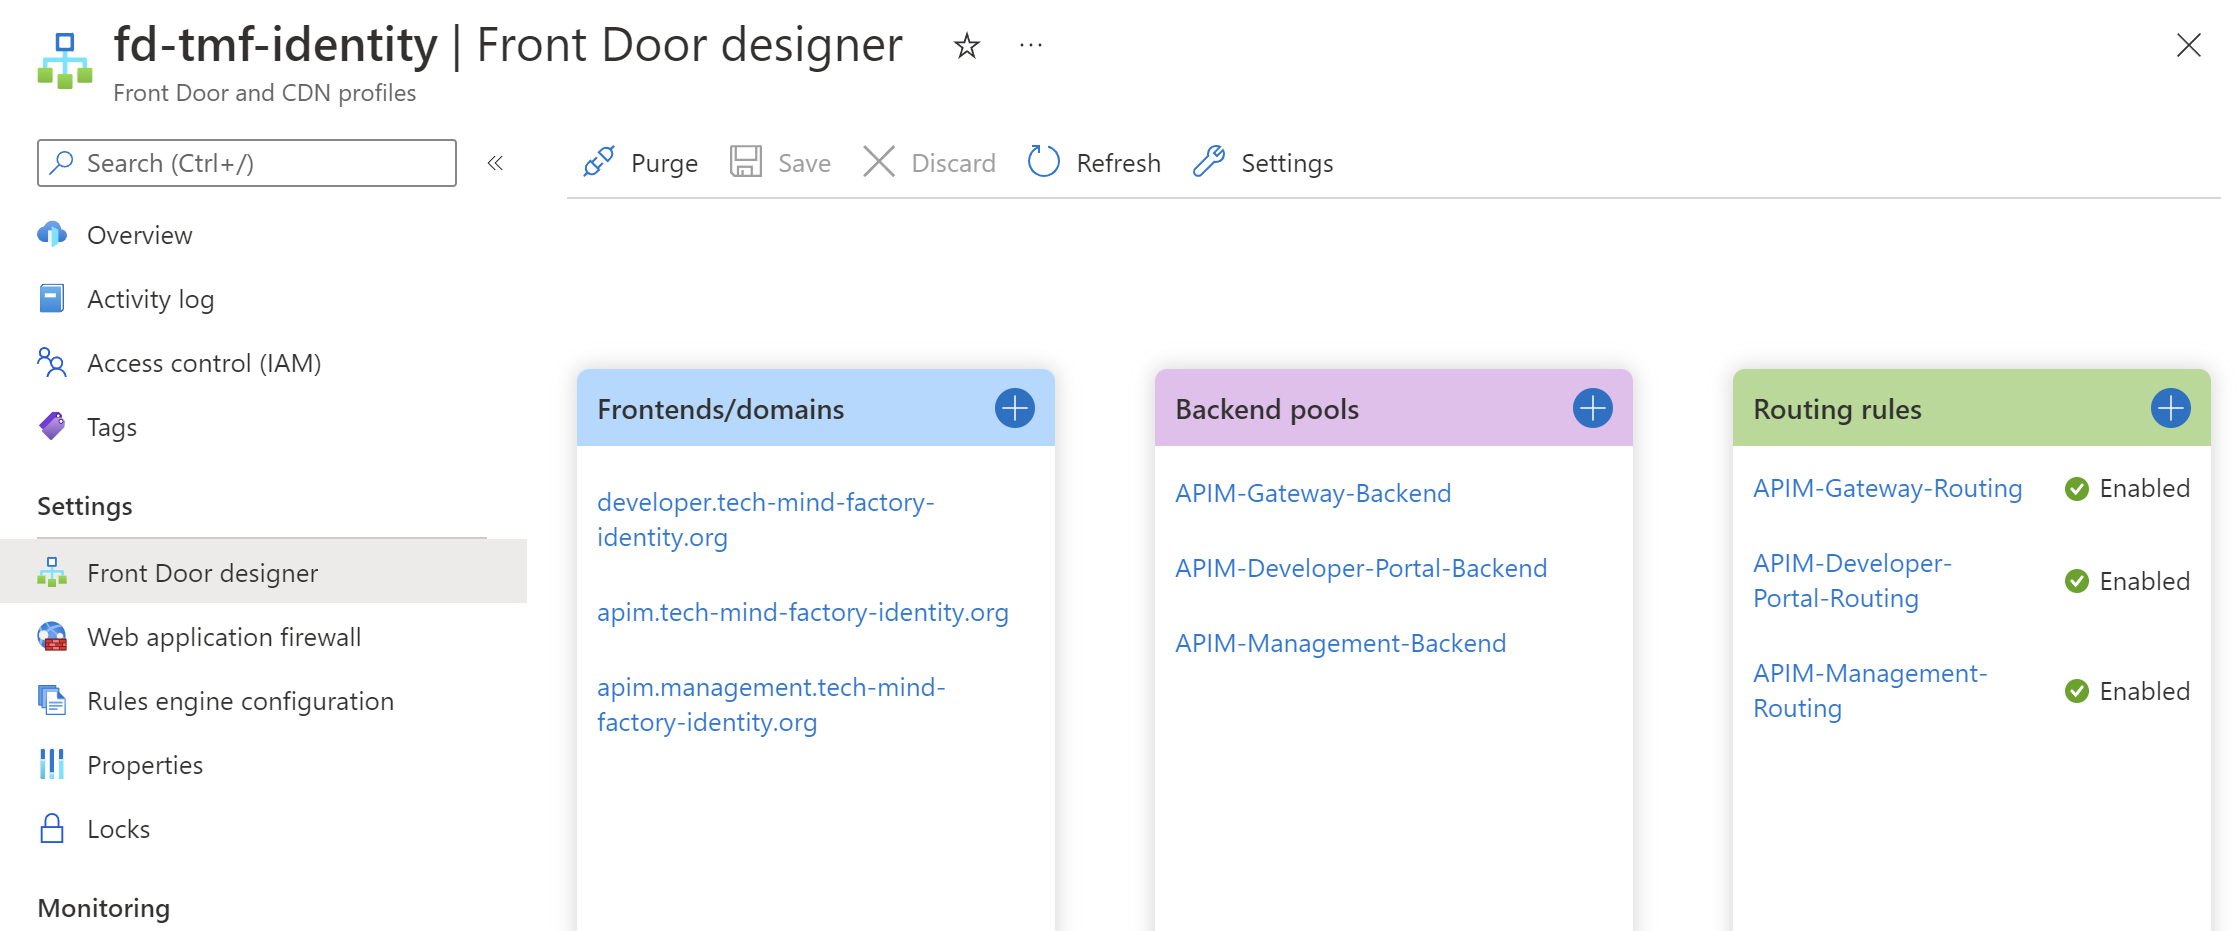 fd-tmf-identity | Front Door designer
Front Door and CDN profiles
Search (Ctrl+/)
Purge
Save
Discard
Refresh
Settings
Overview
Activity log
Access control (IAM)
Tags
Settings
Front Door designer
Web application firewall
Rules engine configuration
Properties
Locks
Monitoring
Frontends/domains
developer.tech-mind-factory-
identity.org
apim.tech-mind-factory-identity.org
apim.management.tech-mind-
factory-identity.org
Backend pools
APIM-Gateway-Backend
APIM-Developer-Portal-Backend
APIM-Management-Backend
Routing rules
APIM-Gateway-Routing
Enabled
APIM-Developer-
Portal-Routing
Enabled
APIM-Management-
Routing
Enabled